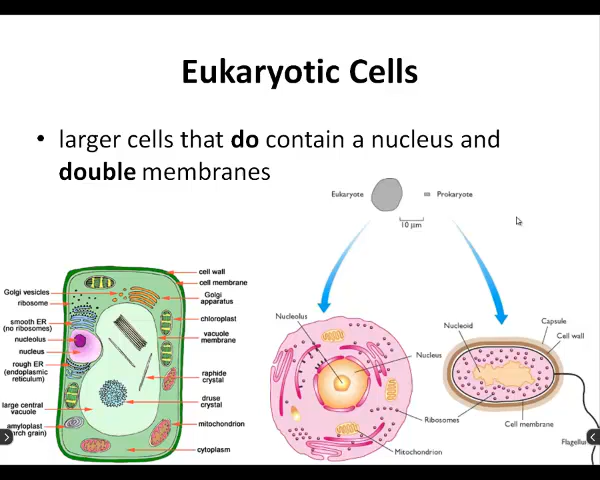 Eukaryotic Cells
• larger cells that do contain a nucleus and
double membranes
Eukaryote
Prokaryote
10 µm
cell wall
cell membrane
Golgi vesicles
Golgi
apparatus
ribosome
chloroplast
smooth ER
(no ribosomes)
vacuole
membrane
nucleolus
nucleus
rough ER
(endoplasmic
reticulum)
raphide
crystal
druse
crystal
large central
vacuole
mitochondrion
amyloplast
rch grain)
cytoplasm
Nucleolus
Nucleus
Ribosomes
Mitochondrion
Nucleoid
Capsule
Cell wall
Cell membrane
Flagellu